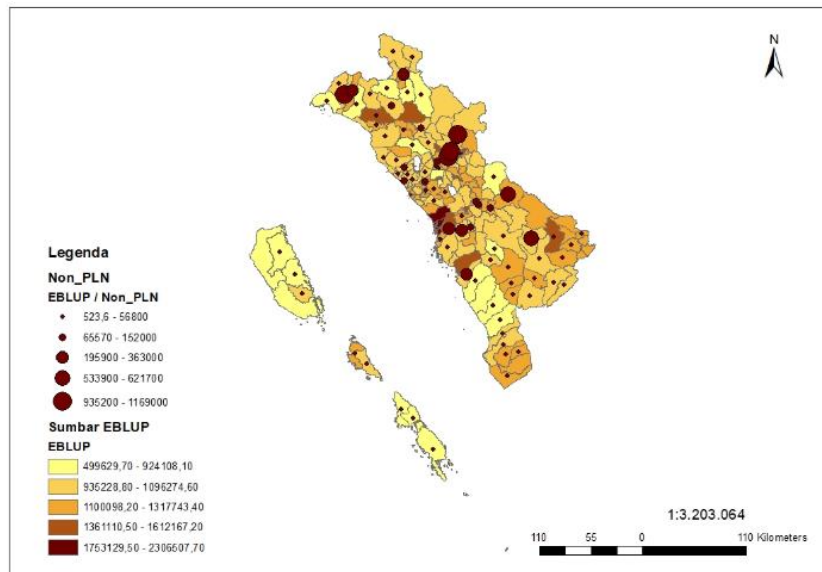 N
Legenda
Non_PLN
EBLUP / Non_PLN
523,6 - 56800
65570 - 152000
195900 - 363000
533900 - 621700
935200 - 1169000
Sumbar EBLUP
EBLUP
499629,70 - 924108,10
935228,80 - 1096274,60
1100098,20 - 1317743,40
1361110,50 - 1612167,20
1753129,50 - 2306507,70
1:3.203.064
110 55 0 110 Kilometers